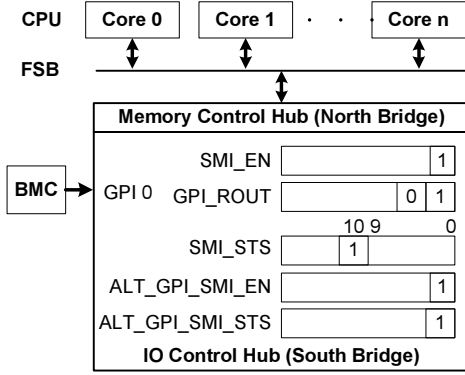 CPU Core 0 Core 1 · · · Core n
FSB
Memory Control Hub (North Bridge)
SMI_EN 1
BMC GPI 0 GPI_ROUT 0 1
10 9 0
SMI_STS 1
ALT_GPI_SMI_EN 1
ALT_GPI_SMI_STS 1
IO Control Hub (South Bridge)